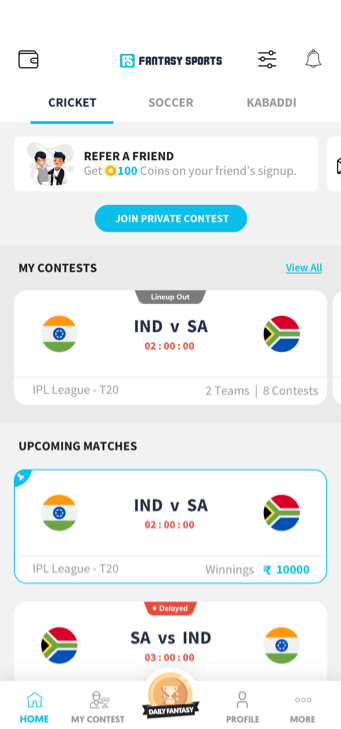 FS FANTASY SPORTS
CRICKET SOCCER KABADDI
REFER A FRIEND
Get 100 Coins on your friend's signup.
JOIN PRIVATE CONTEST
MY CONTESTS View All
Lineup Out
IND v SA
02 : 00 : 00
IPL League - T20 2 Teams | 8 Contests
UPCOMING MATCHES
IND v SA
02 : 00 : 00
IPL League - T20 Winnings ₹ 10000
Delayed
SA vs IND
03 : 00 : 00
DAILY FANTASY
HOME MY CONTEST PROFILE MORE